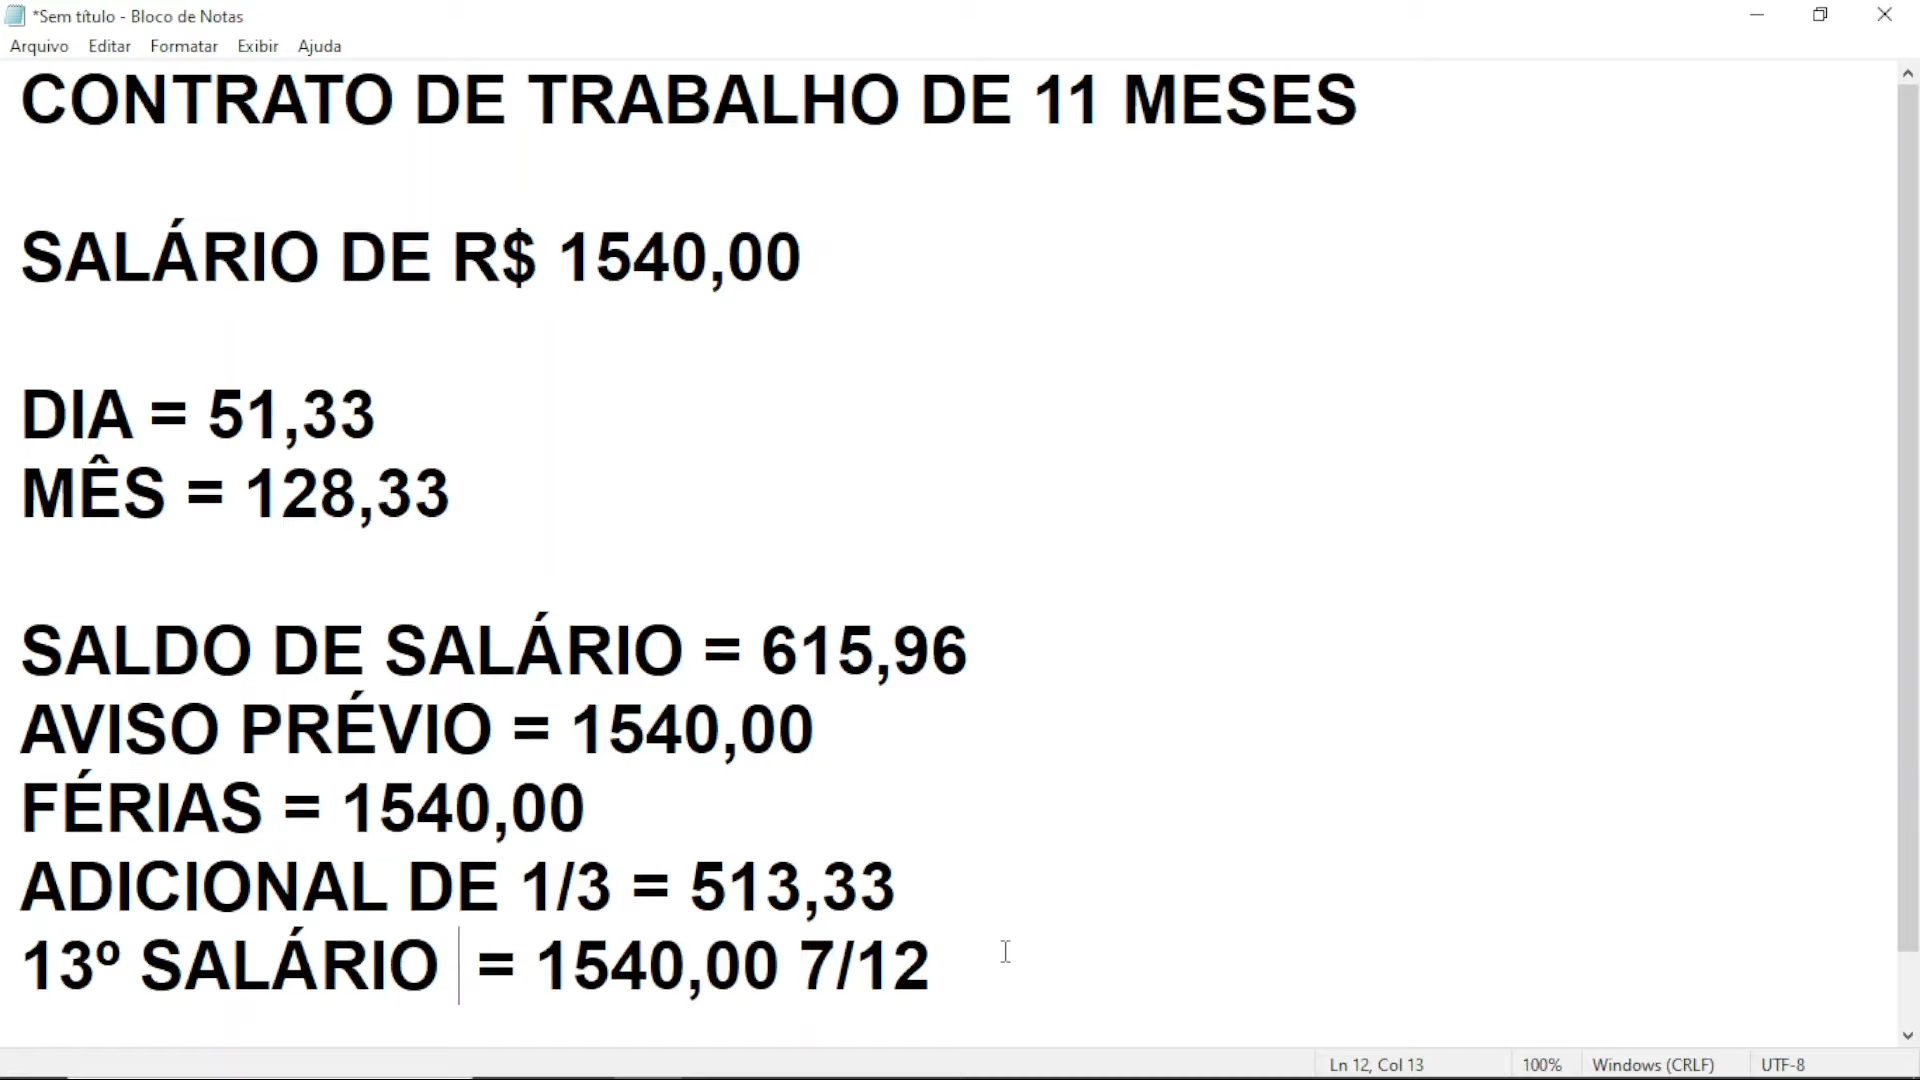 *Sem título - Bloco de Notas
Arquivo Editar Formatar Exibir Ajuda
CONTRATO DE TRABALHO DE 11 MESES
SALÁRIO DE R$ 1540,00
DIA = 51,33
MÊS = 128,33
SALDO DE SALÁRIO = 615,96
AVISO PRÉVIO = 1540,00
FÉRIAS = 1540,00
ADICIONAL DE 1/3 = 513,33
13º SALÁRIO = 1540,00 7/12
Ln 12, Col 13 100% Windows (CRLF) UTF-8